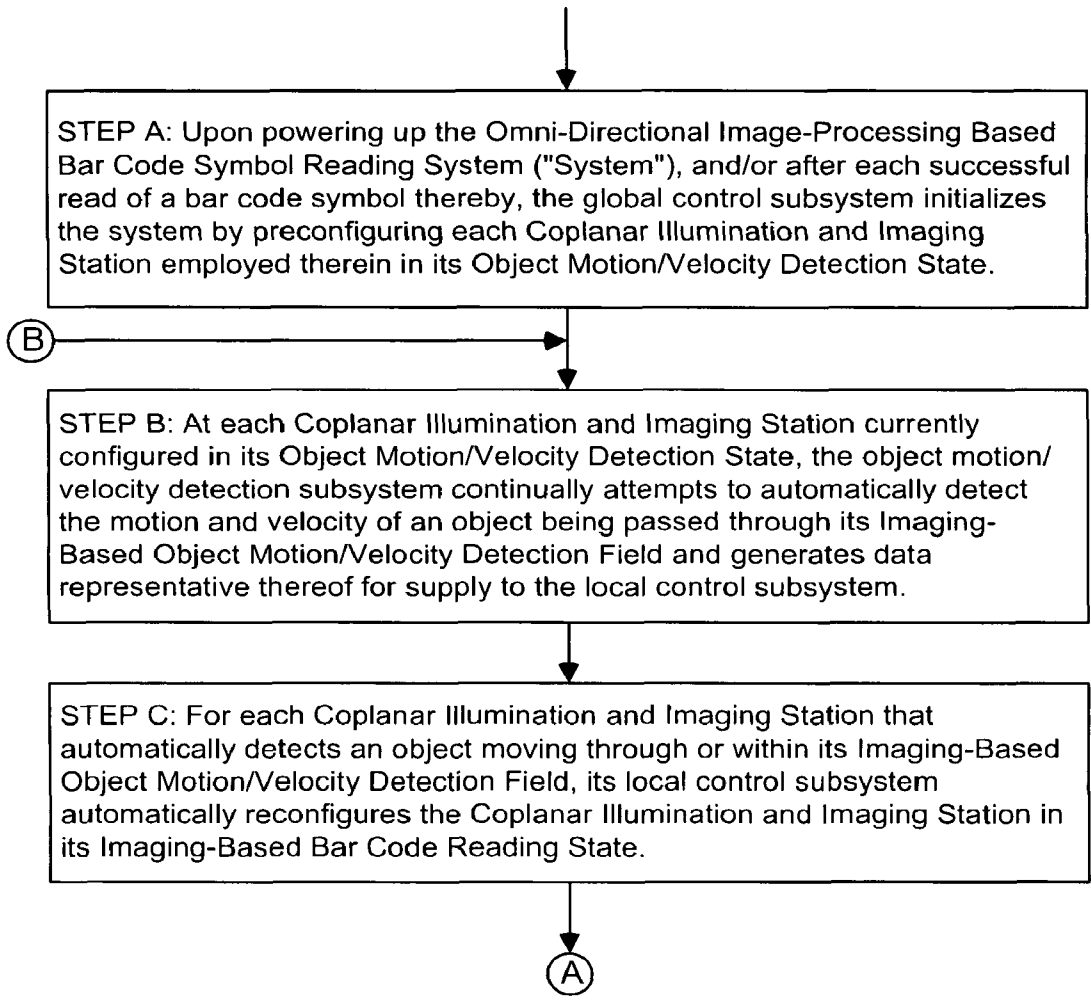 STEP A: Upon powering up the Omni-Directional Image-Processing Based
Bar Code Symbol Reading System ("System"), and/or after each successful
read of a bar code symbol thereby, the global control subsystem initializes
the system by preconfiguring each Coplanar Illumination and Imaging
Station employed therein in its Object Motion/Velocity Detection State.
B
STEP B: At each Coplanar Illumination and Imaging Station currently
configured in its Object Motion/Velocity Detection State, the object motion/
velocity detection subsystem continually attempts to automatically detect
the motion and velocity of an object being passed through its Imaging-
Based Object Motion/Velocity Detection Field and generates data
representative thereof for supply to the local control subsystem.
STEP C: For each Coplanar Illumination and Imaging Station that
automatically detects an object moving through or within its Imaging-Based
Object Motion/Velocity Detection Field, its local control subsystem
automatically reconfigures the Coplanar Illumination and Imaging Station in
its Imaging-Based Bar Code Reading State.
A